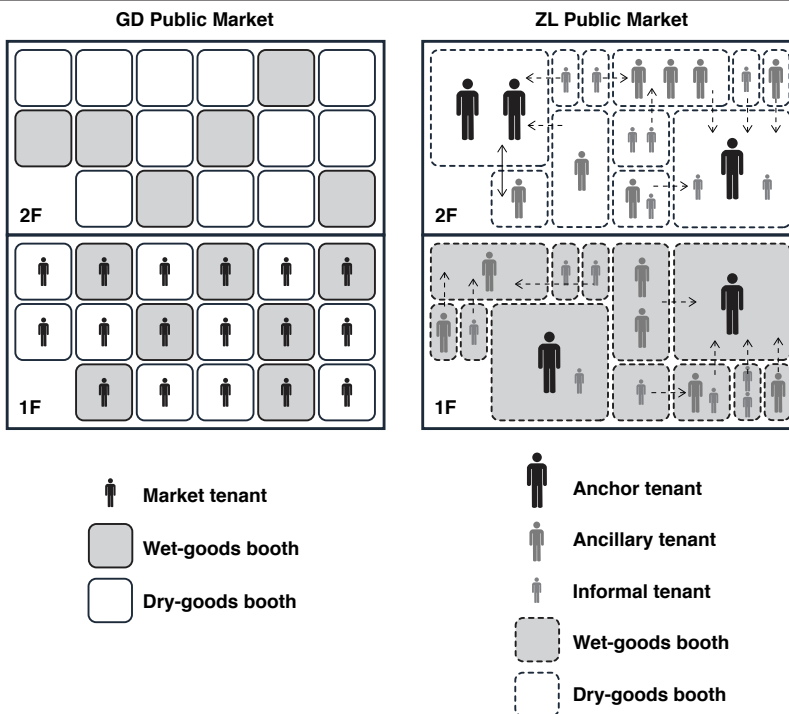 GD Public Market
ZL Public Market
2F
2F
1F
1F
Market tenant
Wet-goods booth
Dry-goods booth
Anchor tenant
Ancillary tenant
Informal tenant
Wet-goods booth
Dry-goods booth